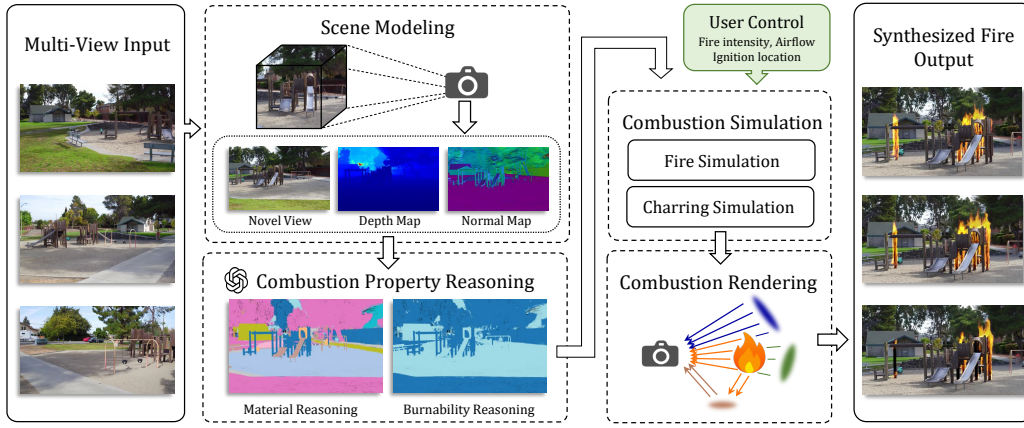 Multi-View Input
Scene Modeling
Novel View
Depth Map
Normal Map
Combustion Property Reasoning
Material Reasoning
Burnability Reasoning
User Control
Fire intensity, Airflow
Ignition location
Combustion Simulation
Fire Simulation
Charring Simulation
Combustion Rendering
Synthesized Fire
Output